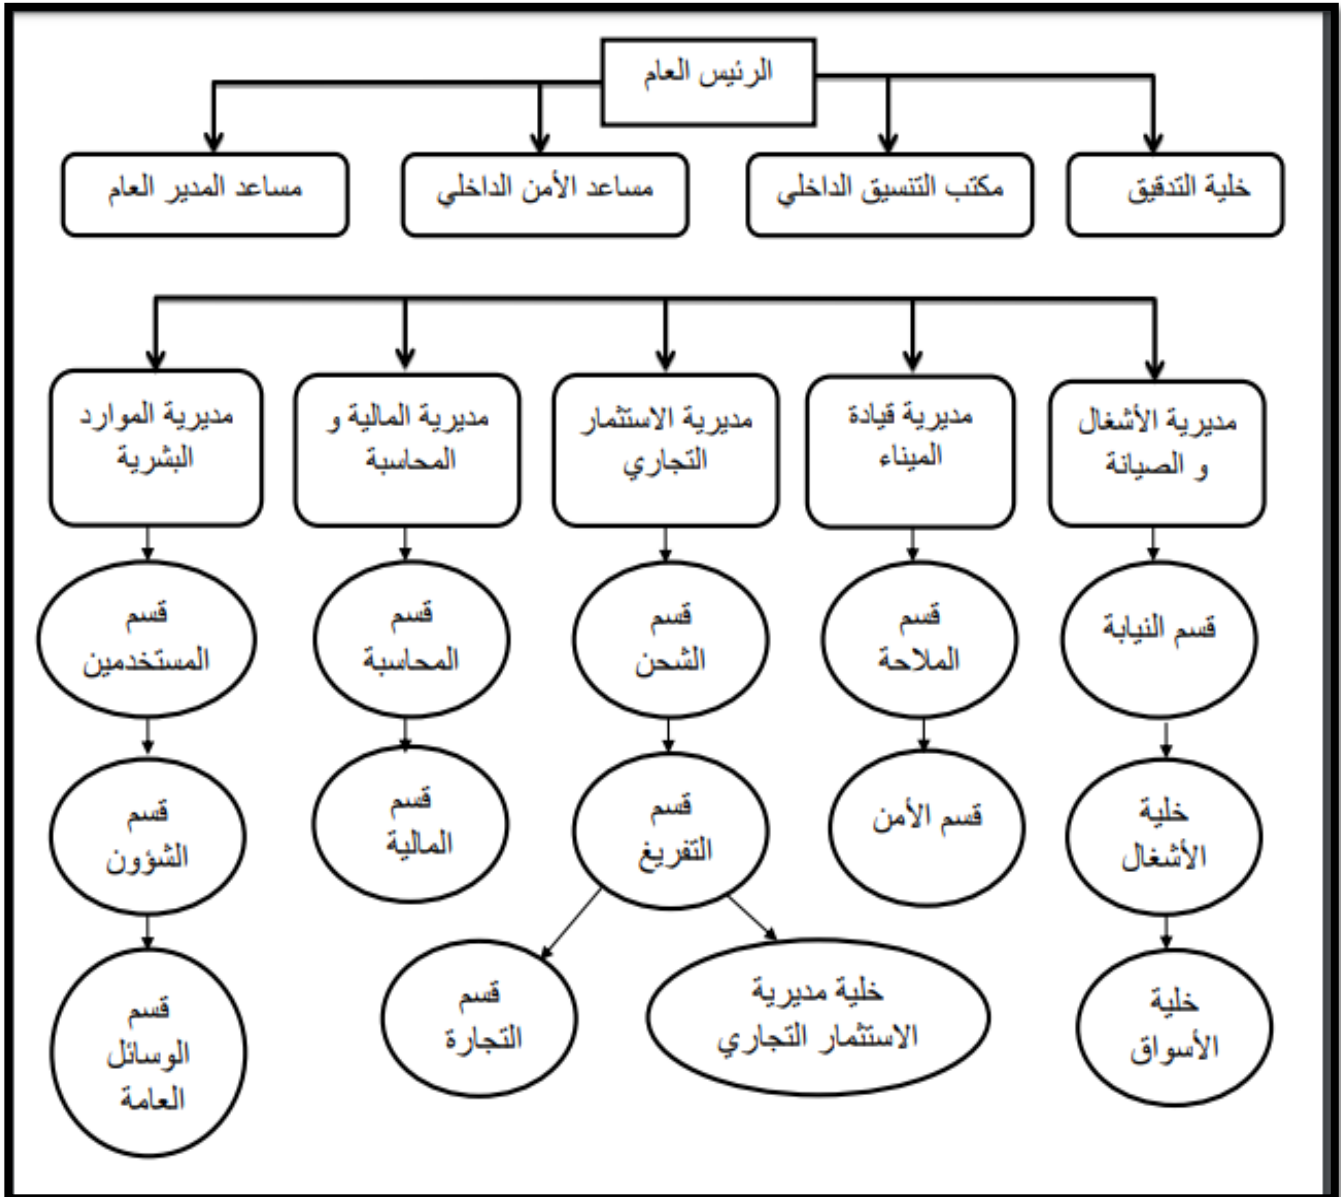 الرئيس العام
خلية التدقيق
مكتب التنسيق الداخلي
مساعد الأمن الداخلي
مساعد المدير العام
مديرية الأشغال
و الصيانة
مديرية قيادة
الميناء
مديرية الاستثمار
التجاري
مديرية المالية و
المحاسبة
مديرية الموارد
البشرية
قسم النيابة
قسم
الملاحة
قسم
الشحن
قسم
المحاسبة
قسم
المستخدمين
خلية
الأشغال
قسم الأمن
قسم
التفريغ
قسم
المالية
قسم
الشؤون
خلية
الأسواق
خلية مديرية
الاستثمار التجاري
قسم
التجارة
قسم
الوسائل
العامة